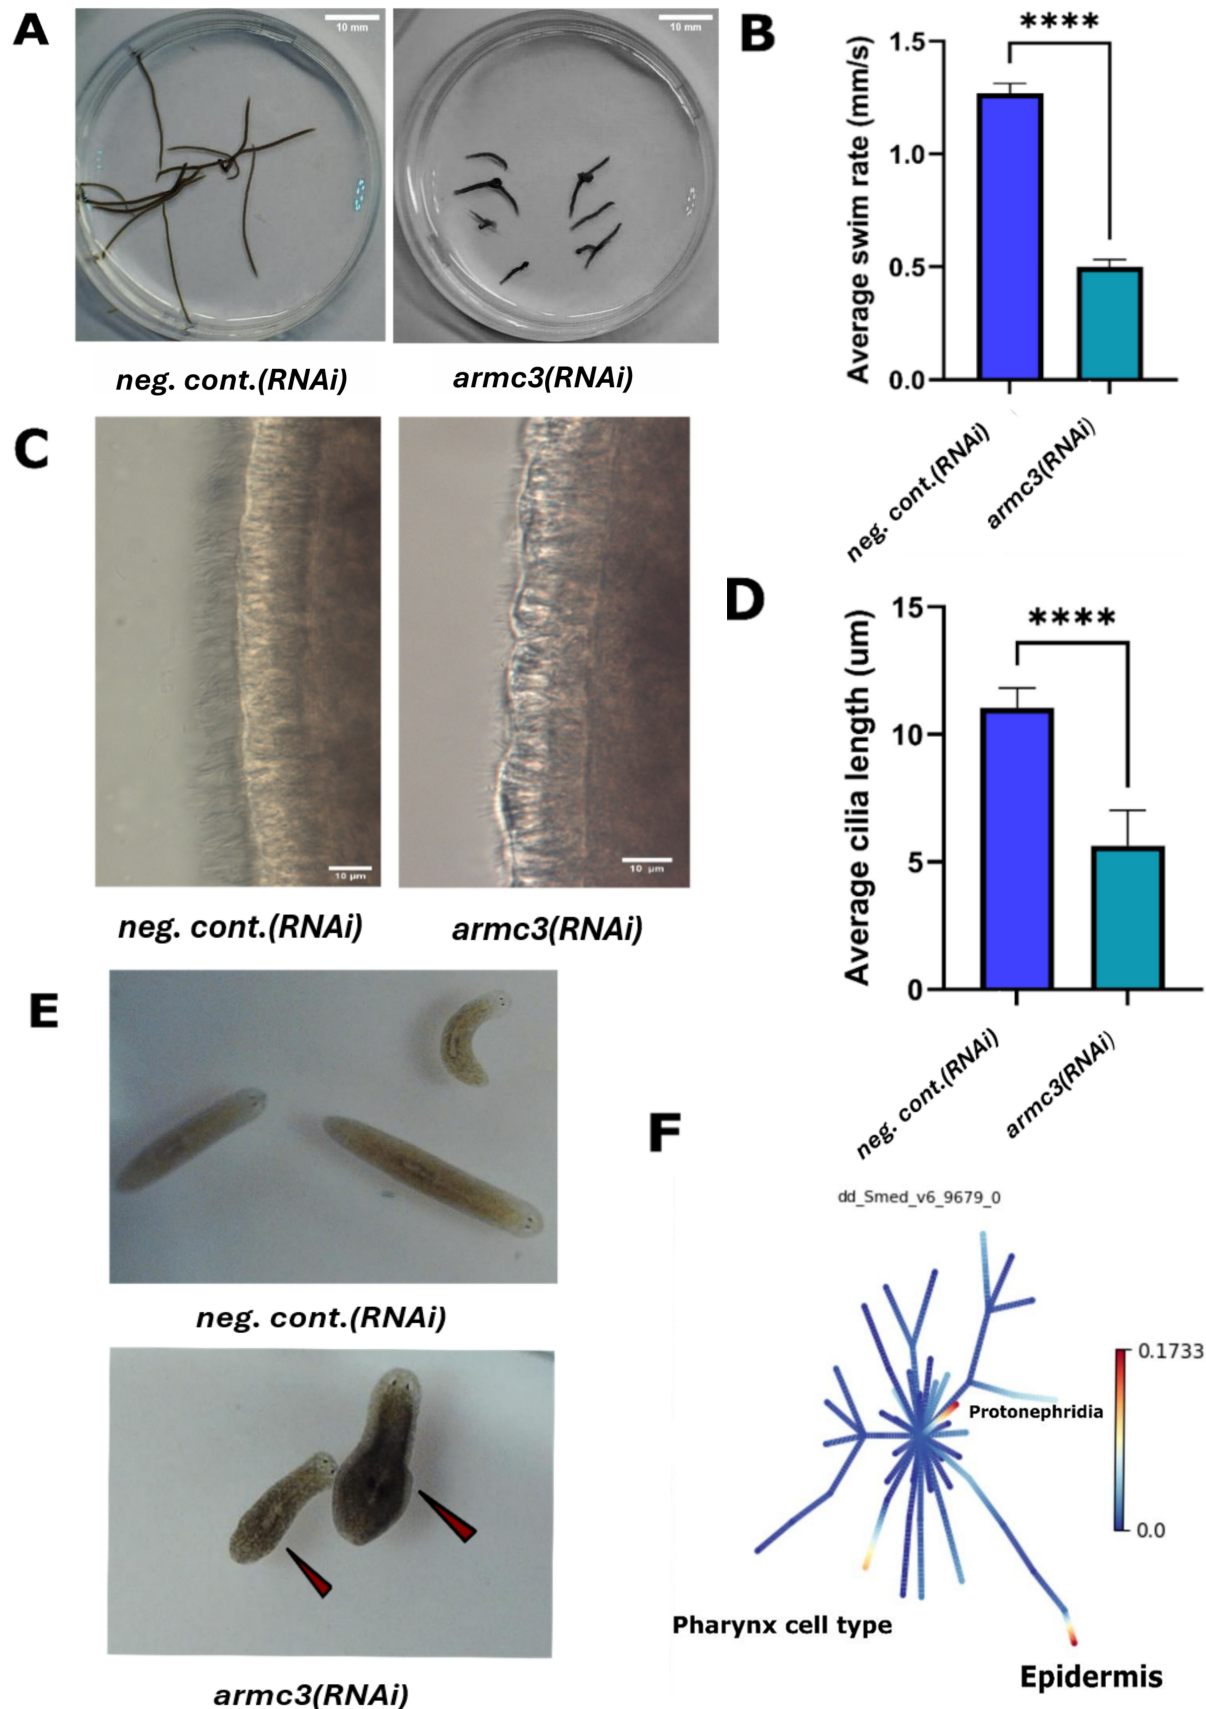 A
10 mm
10 mm
neg. cont.(RNAi)
armc3(RNAi)
B
****
Average swim rate (mm/s)
1.5
1.0
0.5
0.0
neg. cont.(RNAi)
armc3(RNAi)
C
10 µm
10 µm
neg. cont.(RNAi)
armc3(RNAi)
D
****
Average cilia length (um)
15
10
5
0
neg. cont.(RNAi)
armc3(RNAi)
E
neg. cont.(RNAi)
armc3(RNAi)
F
dd_Smed_v6_9679_0
0.1733
0.0
Protonephridia
Pharynx cell type
Epidermis